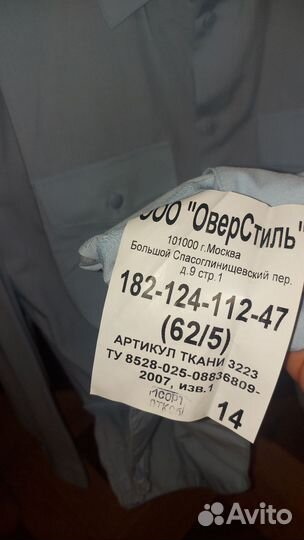 ООО "ОверСтиль"
101000 г.Москва
Большой Спасоглинищевский пер.
д.9 стр.1
182-124-112-47
(62/5)
АРТИКУЛ ТКАНИ 3223
ТУ 8528-025-08836809-
2007, изв.1
1СОРТ
14
Avito